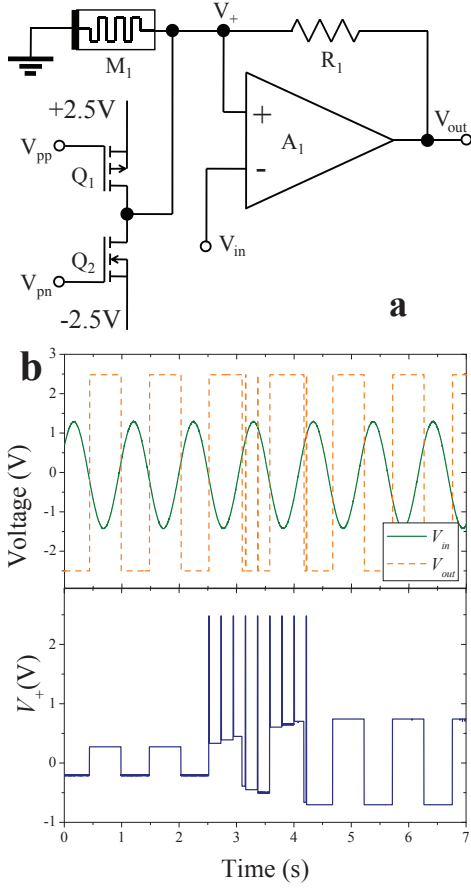 V+
M1
R1
+2.5V
Vout
Vpp
+
A1
Q1
-
Q2
Vin
Vpn
a
-2.5V
b
3
2
1
0
-1
-2
Voltage (V)
Vin
Vout
2
1
0
-1
V+(V)
0 1 2 3 4 5 6 7
Time (s)